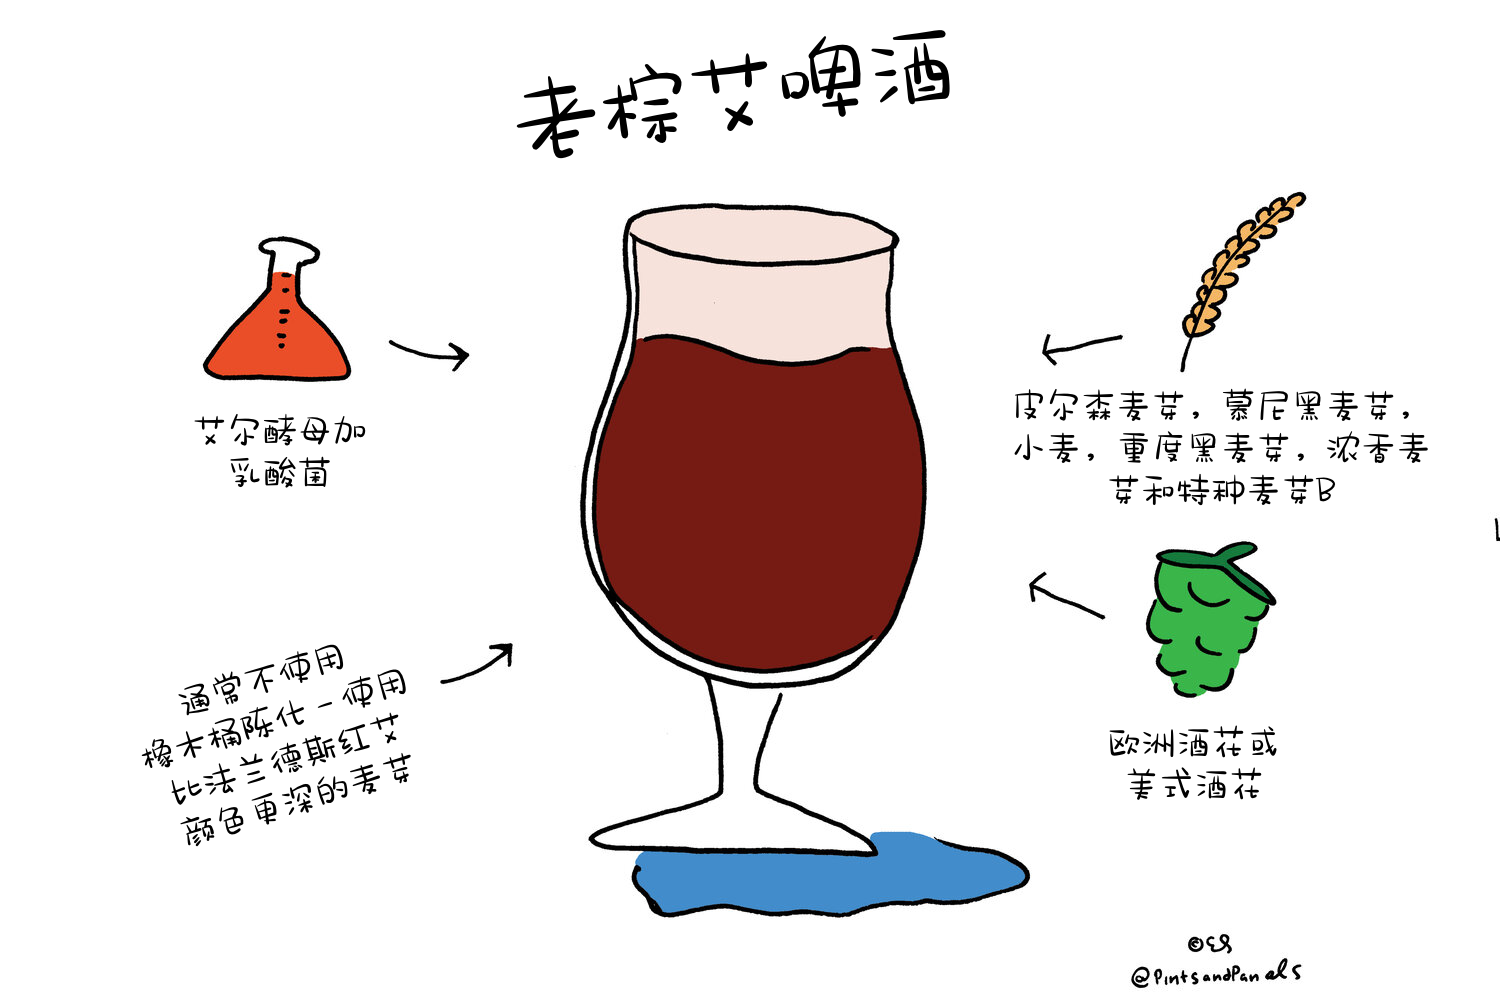 老棕艾啤酒
艾尔酵母加
乳酸菌
皮尔森麦芽，慕尼黑麦芽，
小麦，重度黑麦芽，浓香麦
芽和特种麦芽B
通常不使用
橡木桶陈化-使用
比法兰德斯红艾
颜色更深的麦芽
欧洲酒花或
美式酒花
@PintsandPanels